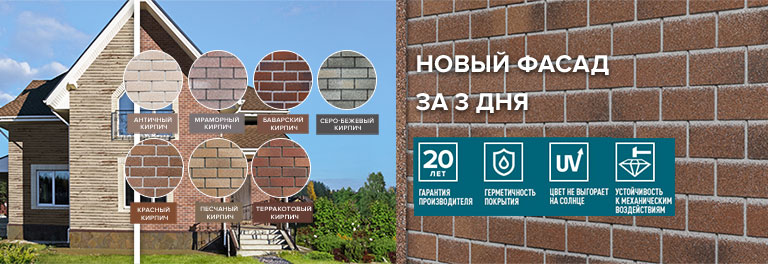 АНТИЧНЫЙ
КИРПИЧ
МРАМОРНЫЙ
КИРПИЧ
БАВАРСКИЙ
КИРПИЧ
СЕРО-БЕЖЕВЫЙ
КИРПИЧ
КРАСНЫЙ
КИРПИЧ
ПЕСЧАНЫЙ
КИРПИЧ
ТЕРРАКОТОВЫЙ
КИРПИЧ
НОВЫЙ ФАСАД
ЗА 3 ДНЯ
20
ЛЕТ
ГАРАНТИЯ
ПРОИЗВОДИТЕЛЯ
ГЕРМЕТИЧНОСТЬ
ПОКРЫТИЯ
UV
ЦВЕТ НЕ ВЫГОРАЕТ
НА СОЛНЦЕ
УСТОЙЧИВОСТЬ
К МЕХАНИЧЕСКИМ
ВОЗДЕЙСТВИЯМ